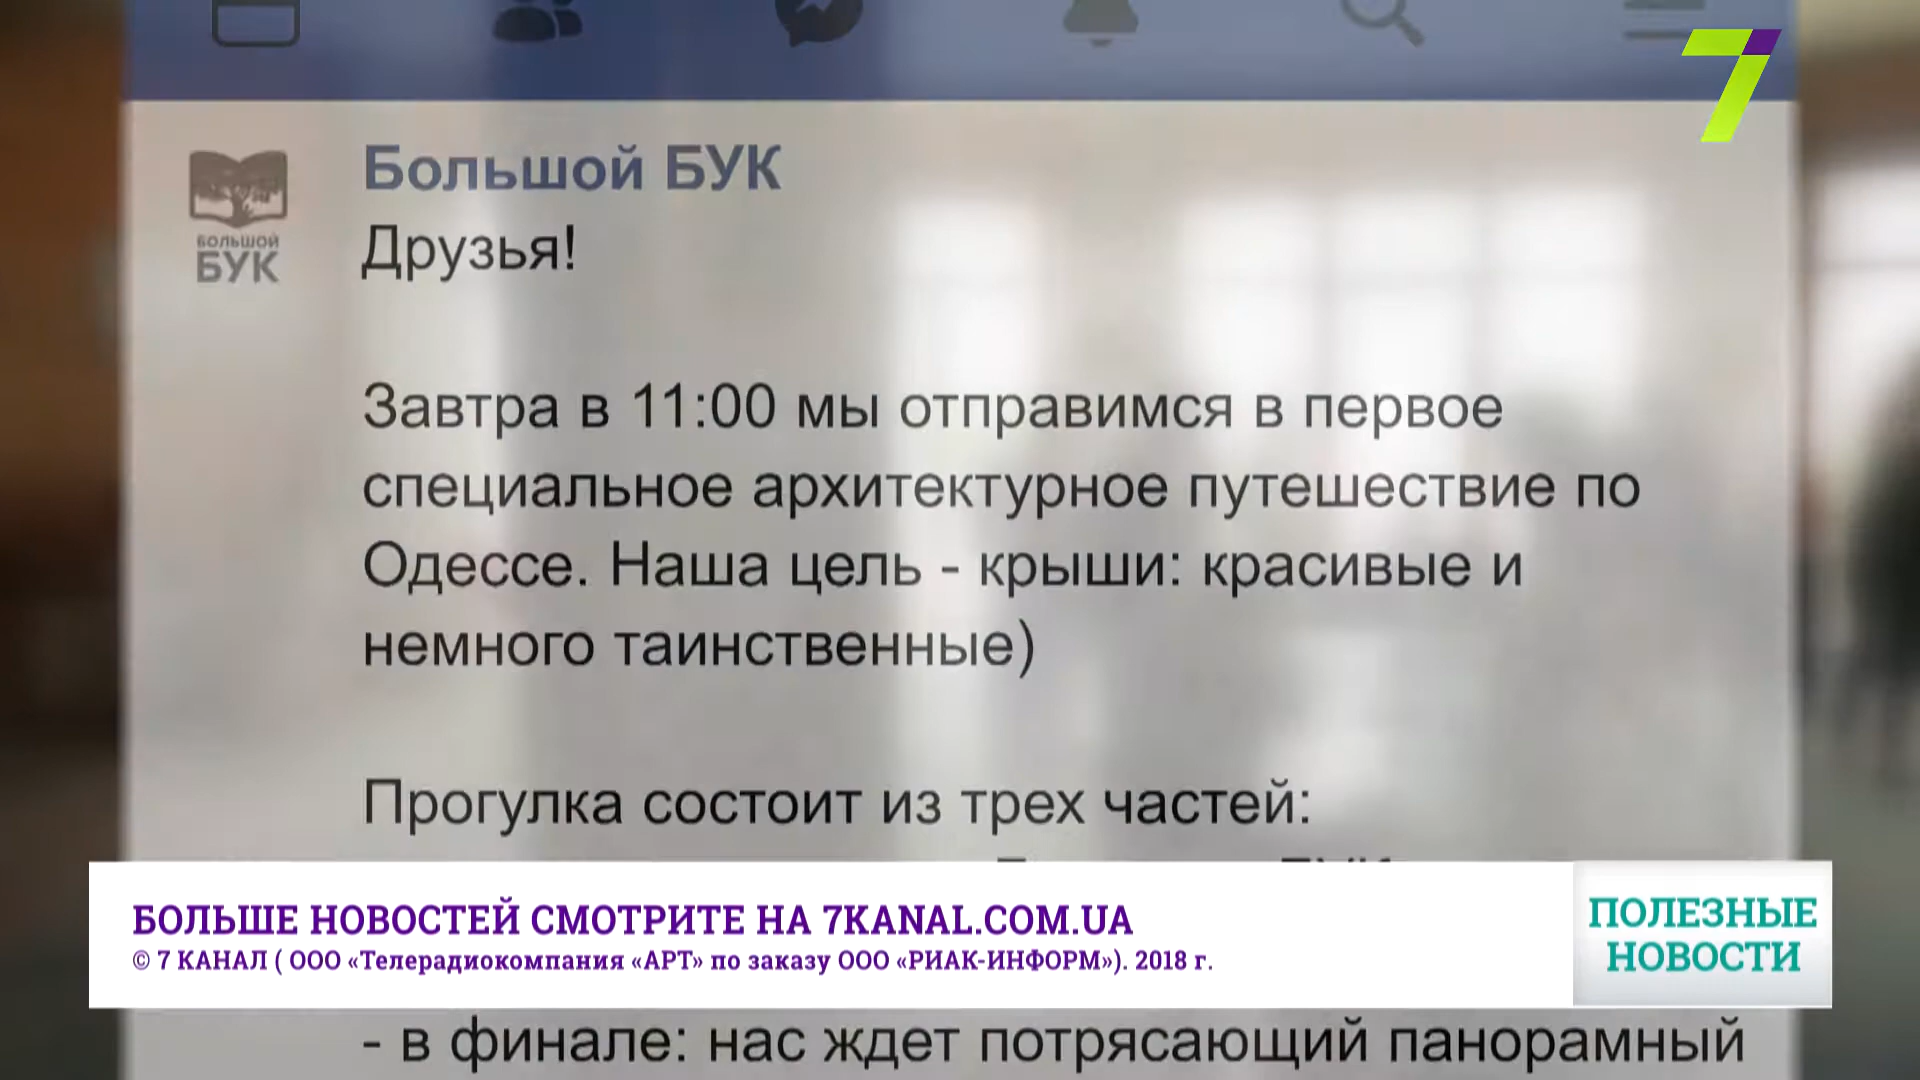 7
Большой БУК
БОЛЬШОЙ
БУК
Друзья!
Завтра в 11:00 мы отправимся в первое
специальное архитектурное путешествие по
Одессе. Наша цель - крыши: красивые и
немного таинственные)
Прогулка состоит из трех частей:
БОЛЬШЕ НОВОСТЕЙ СМОТРИТЕ НА 7KANAL.COM.UA
© 7 КАНАЛ ( ООО «Телерадиокомпания «АРТ» по заказу ООО «РИАК-ИНФОРМ»). 2018 г.
ПОЛЕЗНЫЕ
НОВОСТИ
- в финале: нас ждет потрясающий панорамный